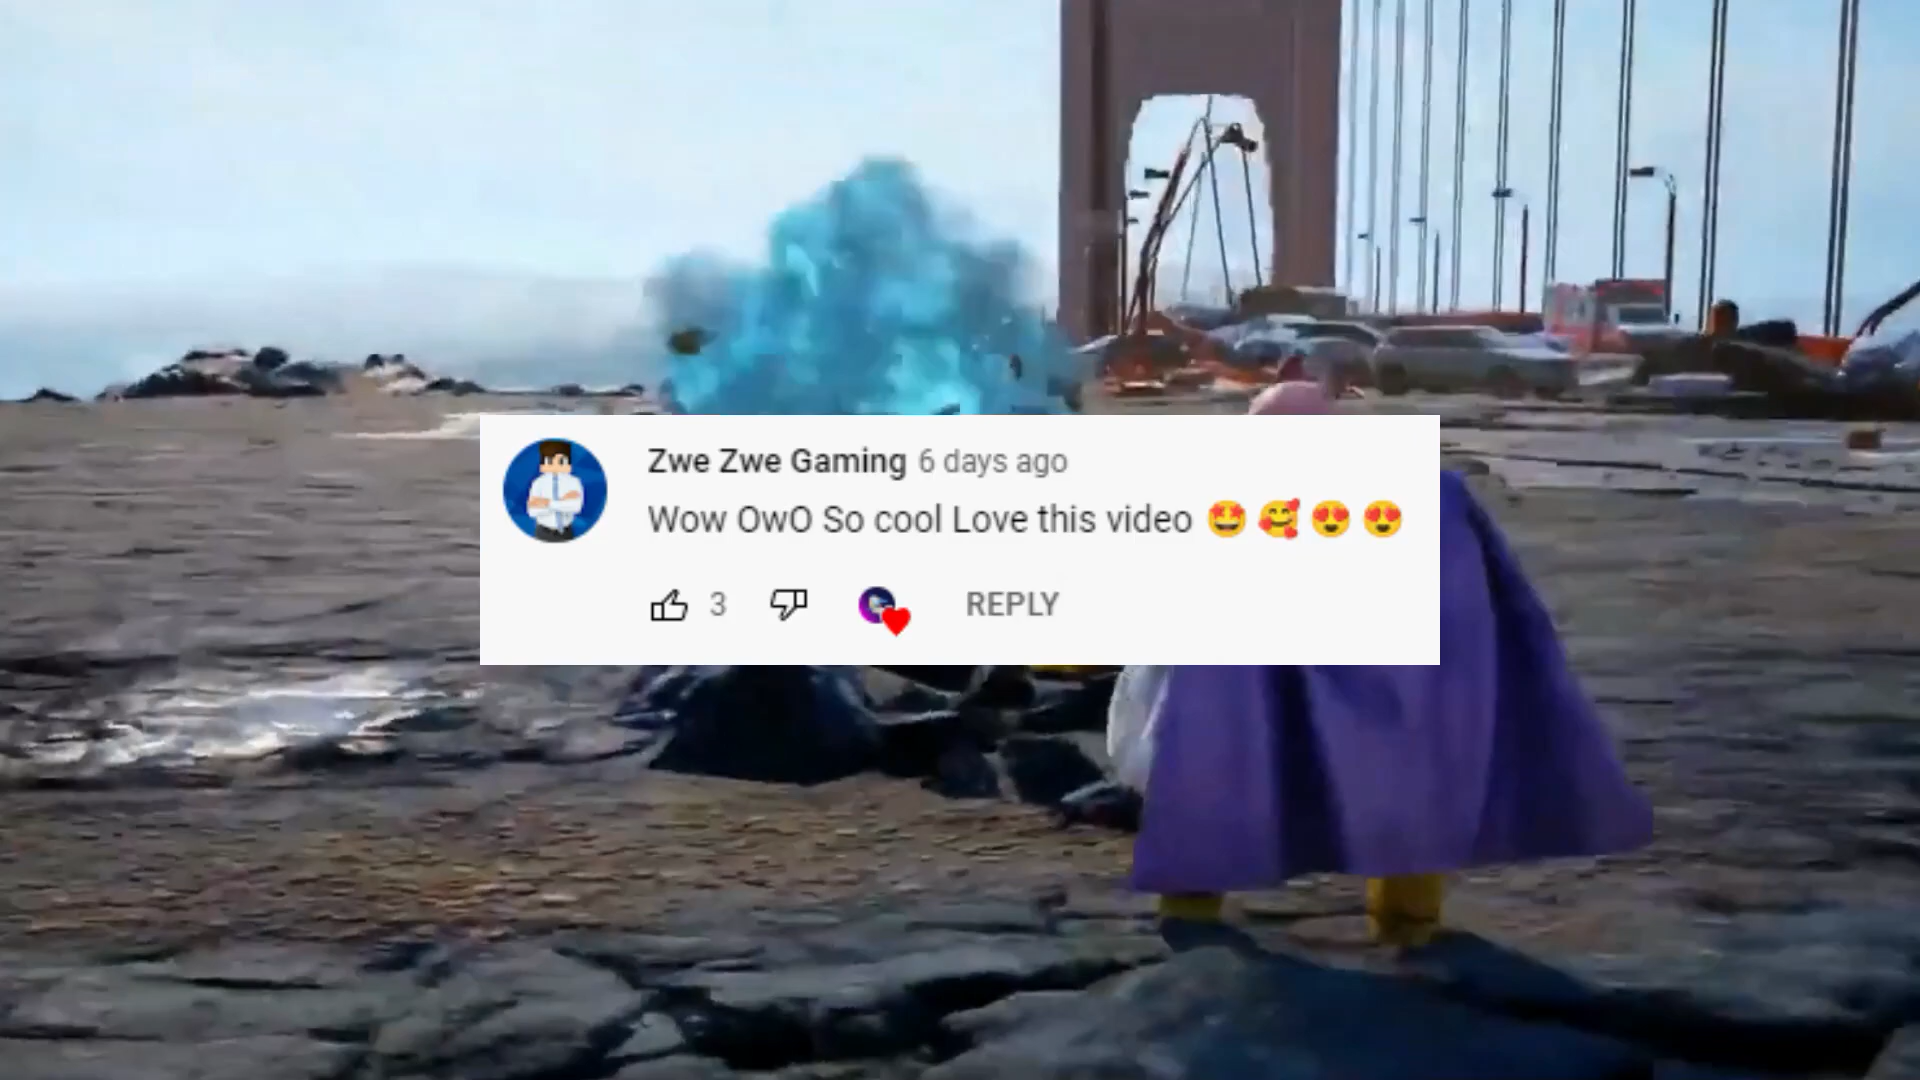 Zwe Zwe Gaming 6 days ago
Wow OwO So cool Love this video 🤩 🥰 😍 😍
3 REPLY